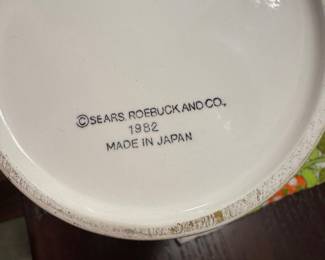 ©SEARS, ROEBUCK AND CO.,
1982
MADE IN JAPAN